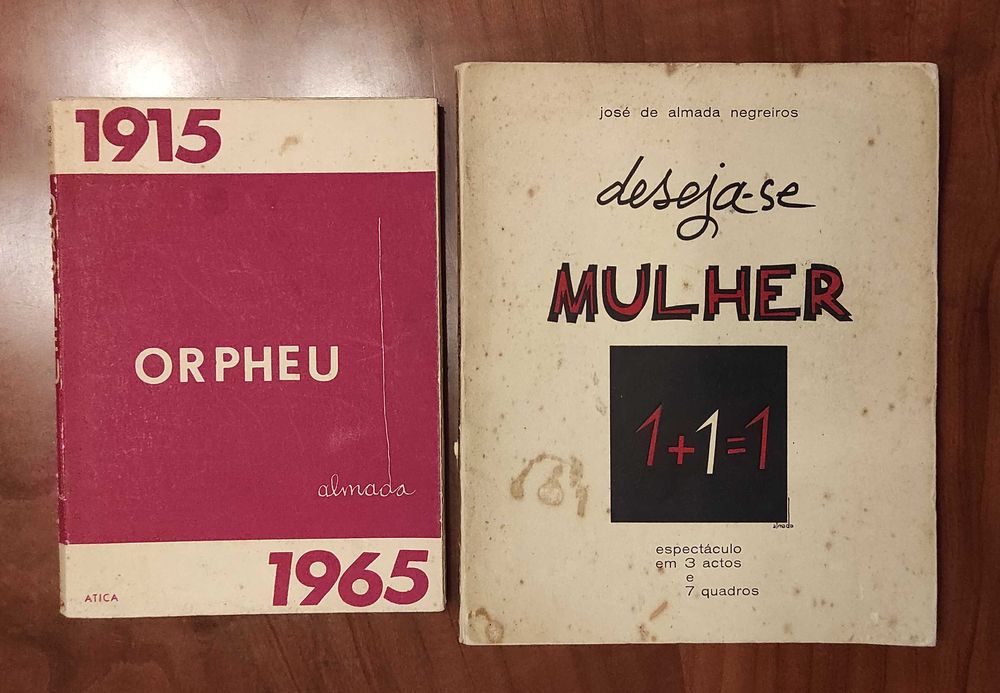 1915
ORPHEU
almada
1965
ATICA
josé de almada negreiros
deseja-se
MULHER
1+1=1
almada
espectáculo
em 3 actos
e
7 quadros